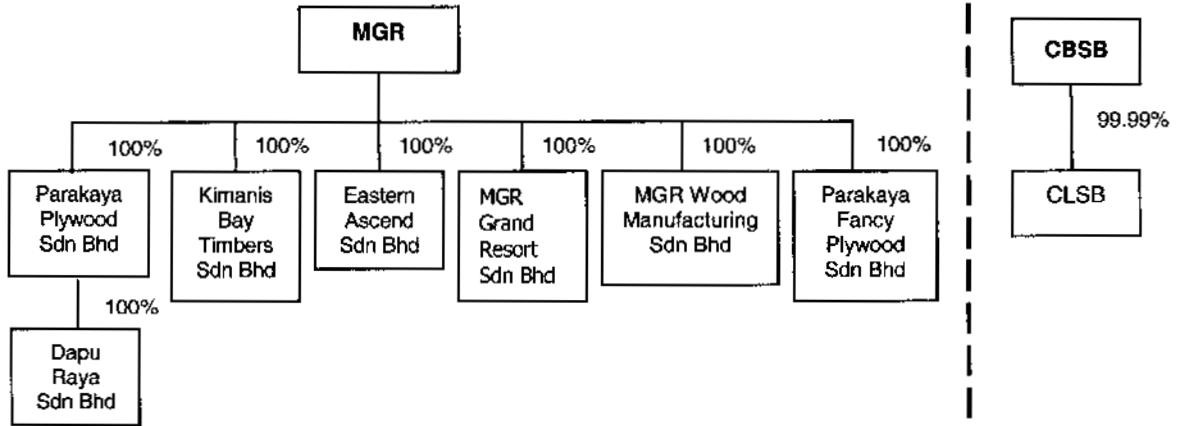 MGR
CBSB
99.99%
100%
100%
100%
100%
100%
100%
Parakaya
Plywood
Sdn Bhd
Kimanis
Bay
Timbers
Sdn Bhd
Eastern
Ascend
Sdn Bhd
MGR
Grand
Resort
Sdn Bhd
MGR Wood
Manufacturing
Sdn Bhd
Parakaya
Fancy
Plywood
Sdn Bhd
CLSB
100%
Dapu
Raya
Sdn Bhd